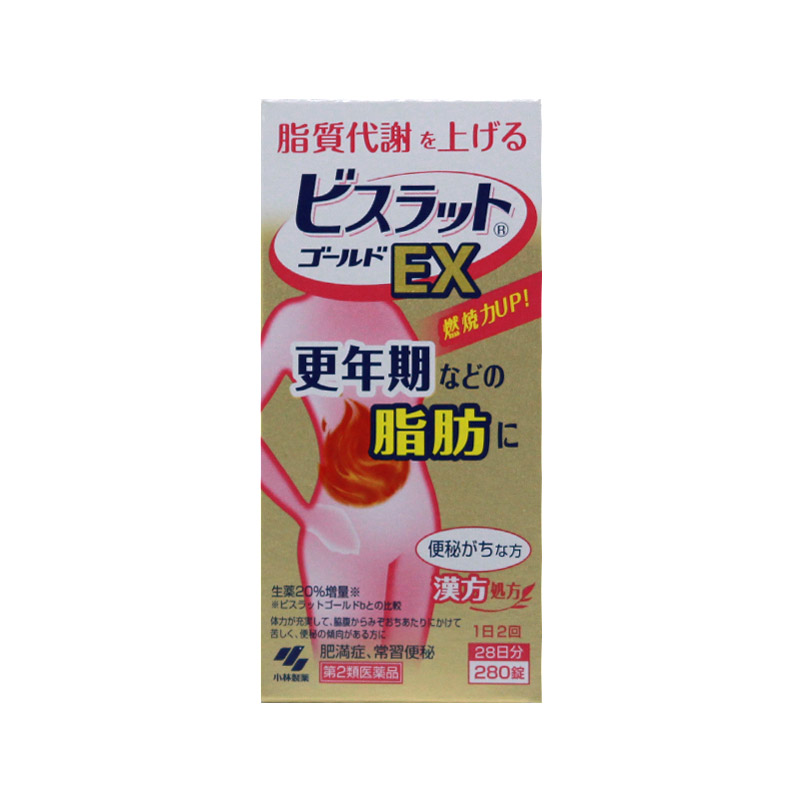 脂質代謝を上げる
ビスラット®
ゴールドEX
燃焼力UP!
更年期などの
脂肪に
便秘がちな方
漢方処方
生薬20%増量※
※ビスラットゴールドbとの比較
体力が充実して、脇腹からみぞおちあたりにかけて
苦しく、便秘の傾向がある方に
肥満症、常習便秘
第2類医薬品
小林製薬
1日2回
28日分
280錠